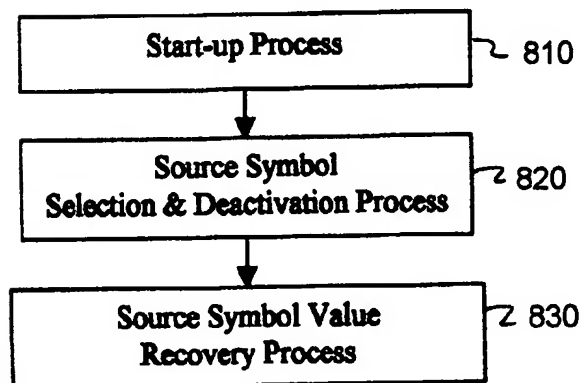 Start-up Process
810
Source Symbol
Selection & Deactivation Process
820
Source Symbol Value
Recovery Process
830